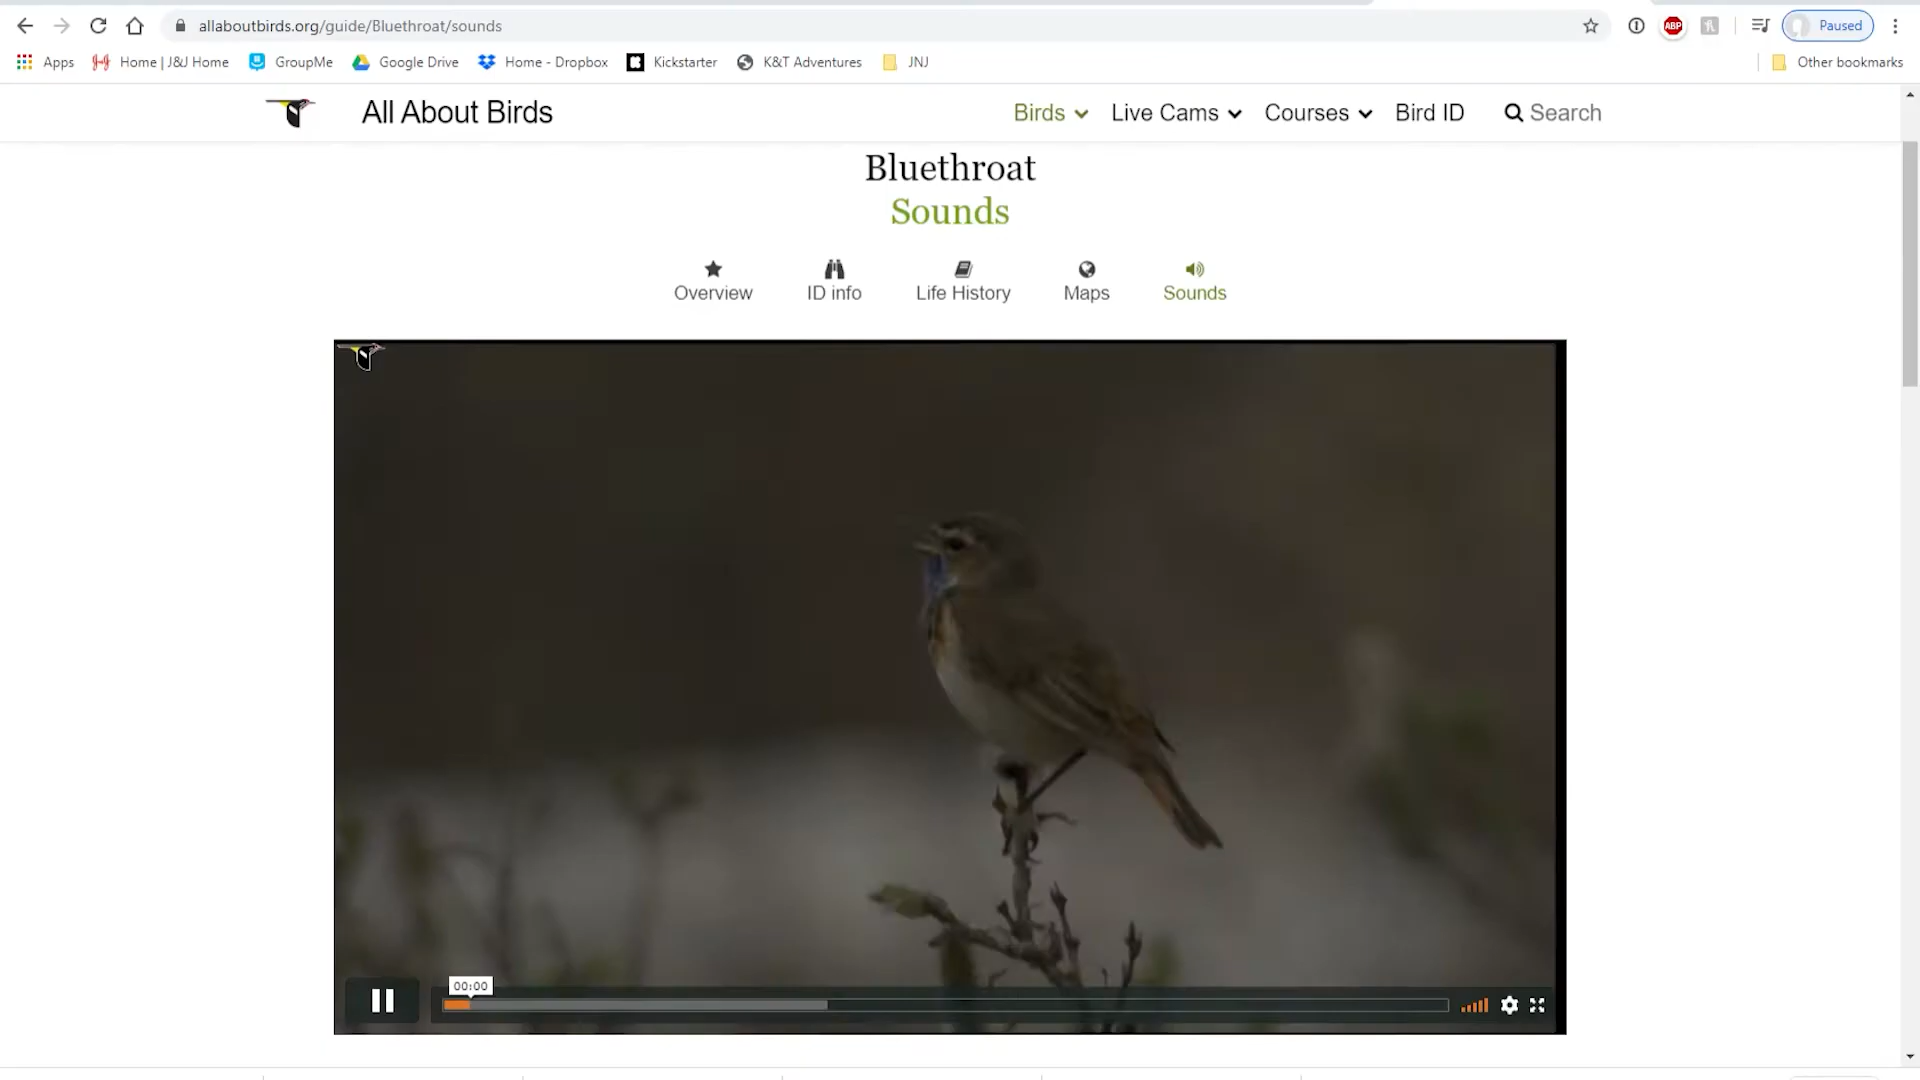 allaboutbirds.org/guide/Bluethroat/sounds
ABP
Paused
Apps
Home | J&J Home
GroupMe
Google Drive
Home - Dropbox
Kickstarter
K&T Adventures
JNJ
Other bookmarks
All About Birds
Birds
Live Cams
Courses
Bird ID
Search
Bluethroat
Sounds
Overview
ID info
Life History
Maps
Sounds
00:00